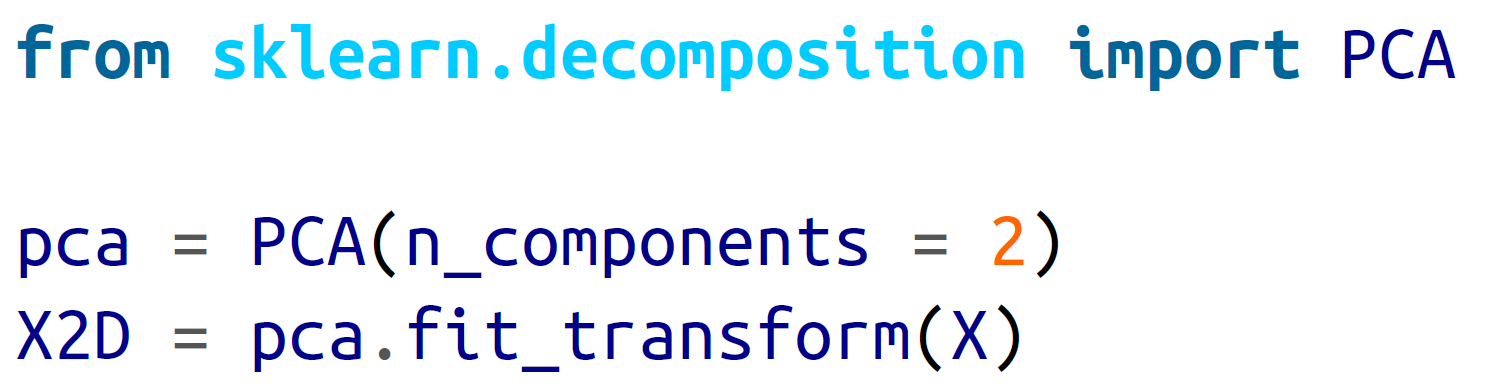 from sklearn.decomposition import PCA
pca = PCA(n_components = 2)
X2D = pca.fit_transform(X)